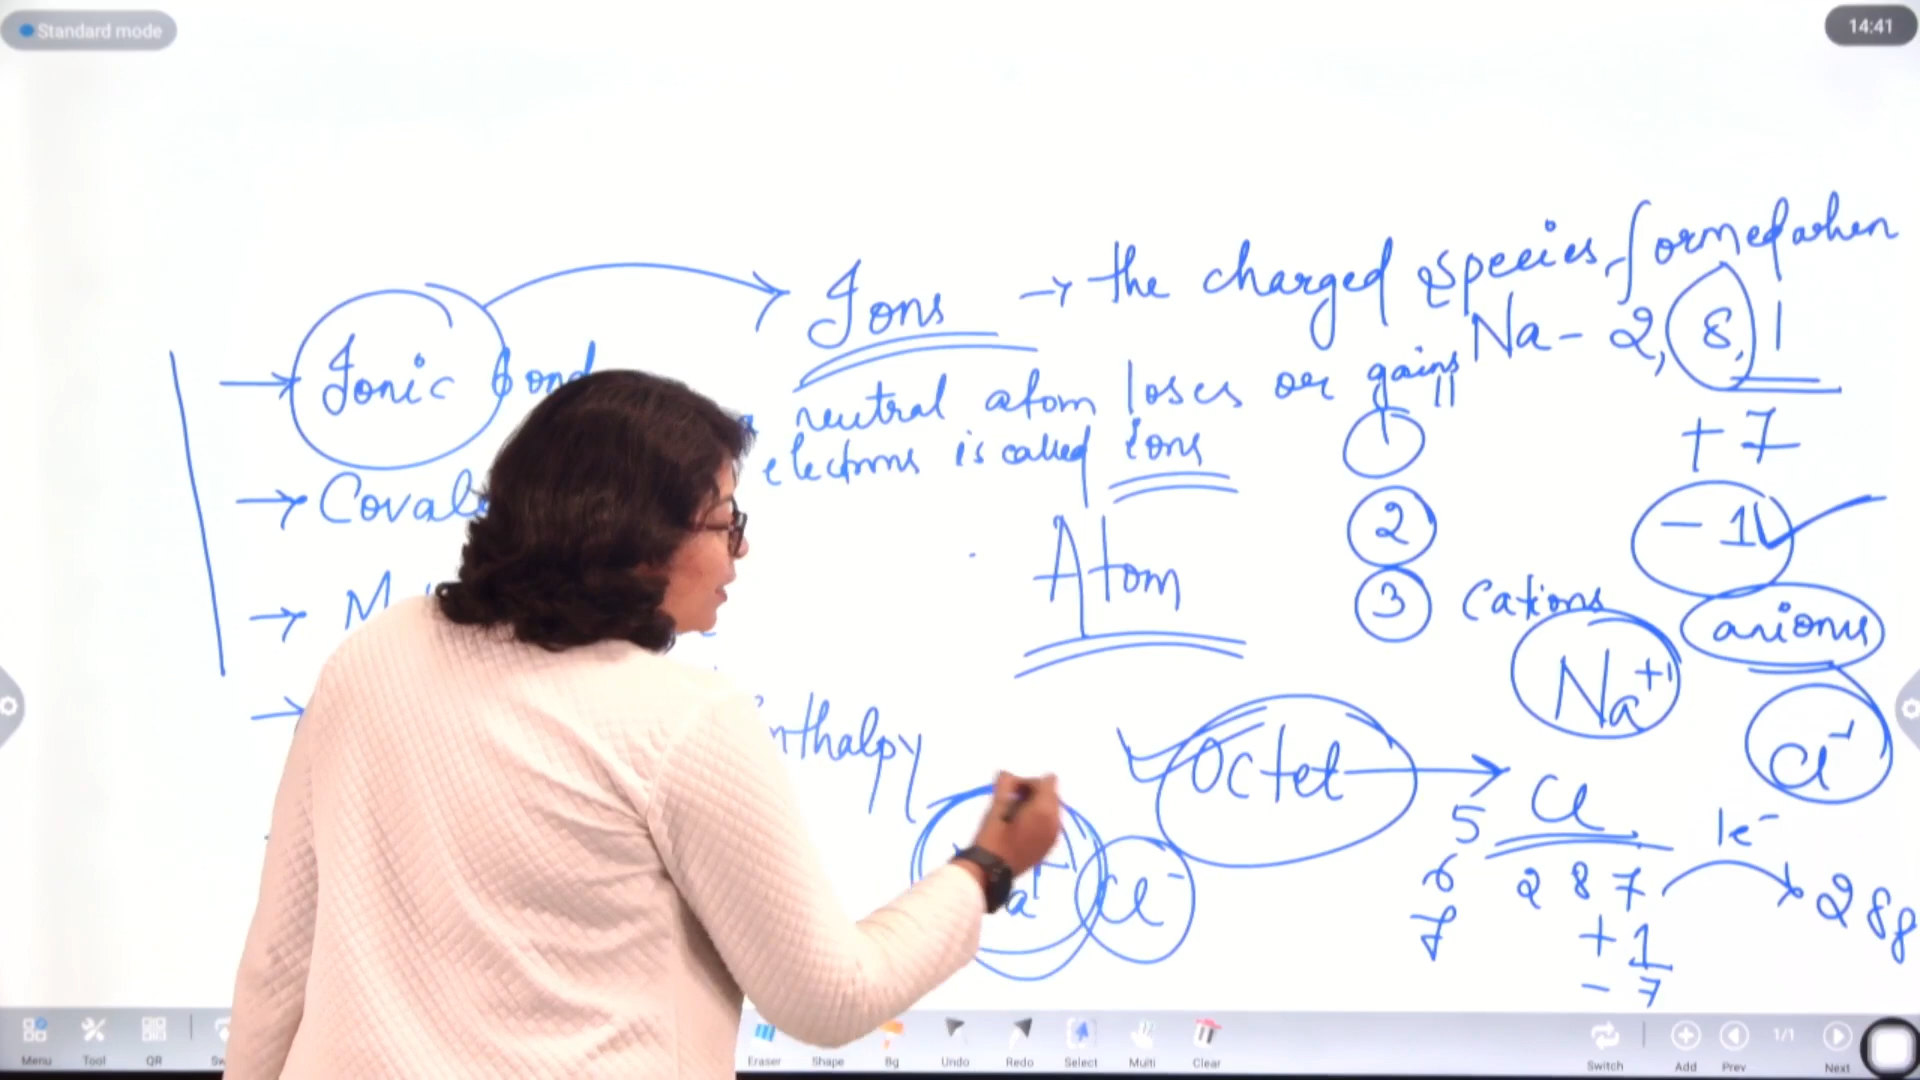 Standard mode
14:41
Ions → the charged species, formed when
Na - 2, 8, 1
→ Ionic bond
neutral atom loses or gains
electrons is called ions
+7
→ Coval
-1
Atom
1
2
3
Cations
anions
Na+1
Cl-1
nthalpy
Octet → Cl
5
6
7
1e-
2 8 7 → 2 8 8
+1
-7
Cl-
Menu
Tool
QR
Eraser
Shape
Bg
Undo
Redo
Select
Multi
Clear
Switch
Add
Prev
1/1
Next